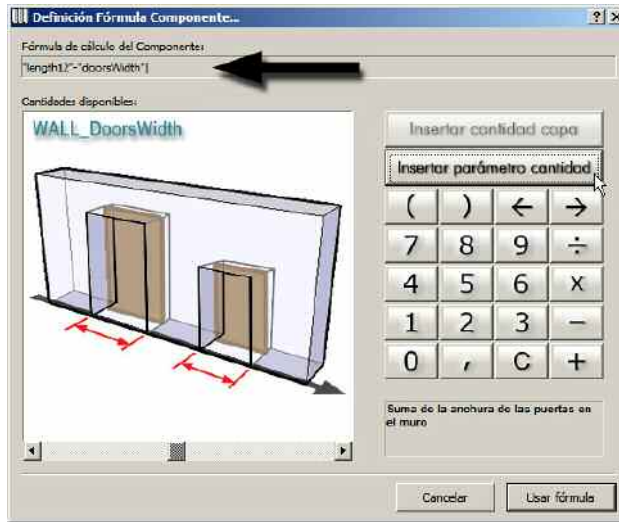 Definición Fórmula Componente...
Fórmula de cálculo del Componente:
"length12"-"doorsWidth"|
Cantidades disponibles:
WALL_DoorsWidth
Insertar cantidad capa
Insertar parámetro cantidad
( ) ← →
7 8 9 ÷
4 5 6 x
1 2 3 −
0 , C +
Suma de la anchura de las puertas en
el muro
Cancelar Usar fórmula